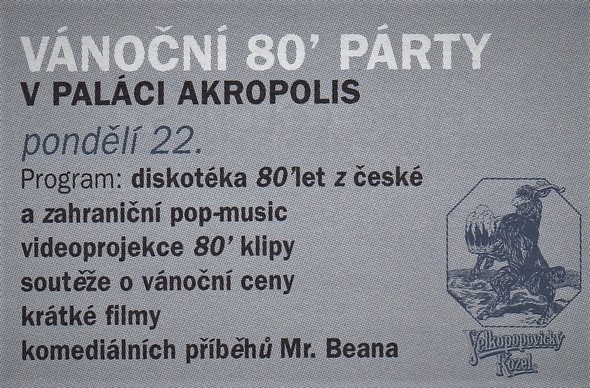 VÁNOČNÍ 80’ PÁRTY
V PALÁCI AKROPOLIS
pondělí 22.
Program: diskotéka 80’let z české
a zahraniční pop-music
videoprojekce 80’ klipy
soutěže o vánoční ceny
krátké filmy
komediálních příběhů Mr. Beana
Velkopopovický
Kozel